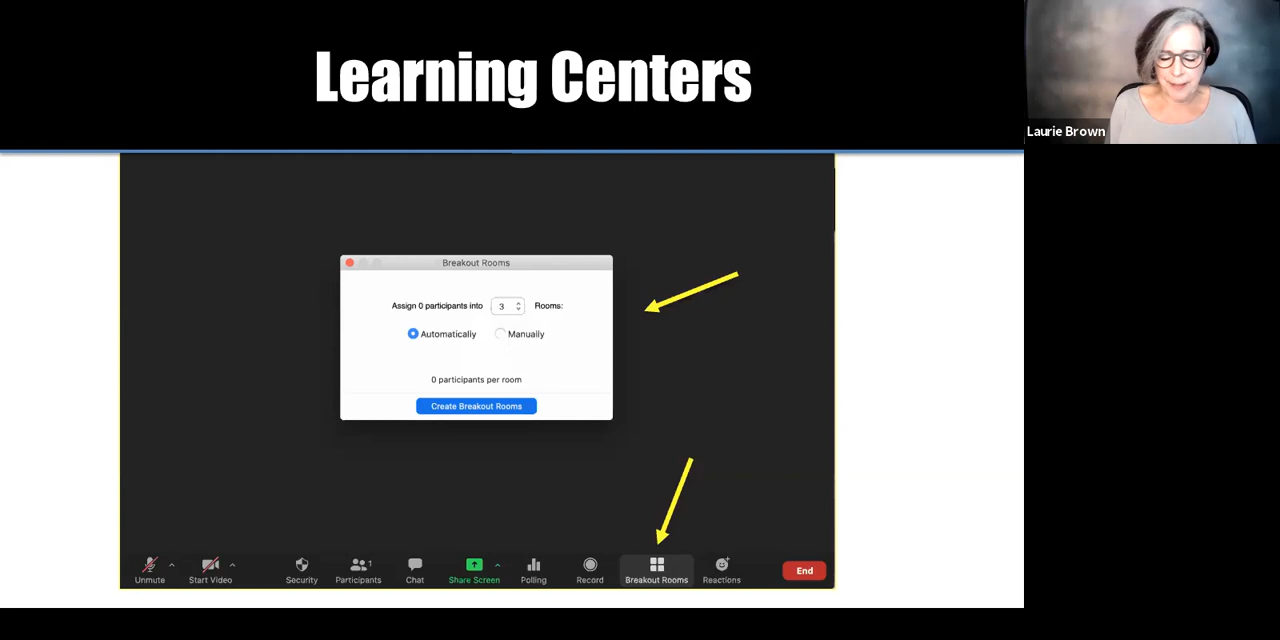 Learning Centers
Laurie Brown
Breakout Rooms
Assign 0 participants into 3 Rooms:
Automatically Manually
0 participants per room
Create Breakout Rooms
1
Unmute Start Video Security Participants Chat Share Screen Polling Record Breakout Rooms Reactions End